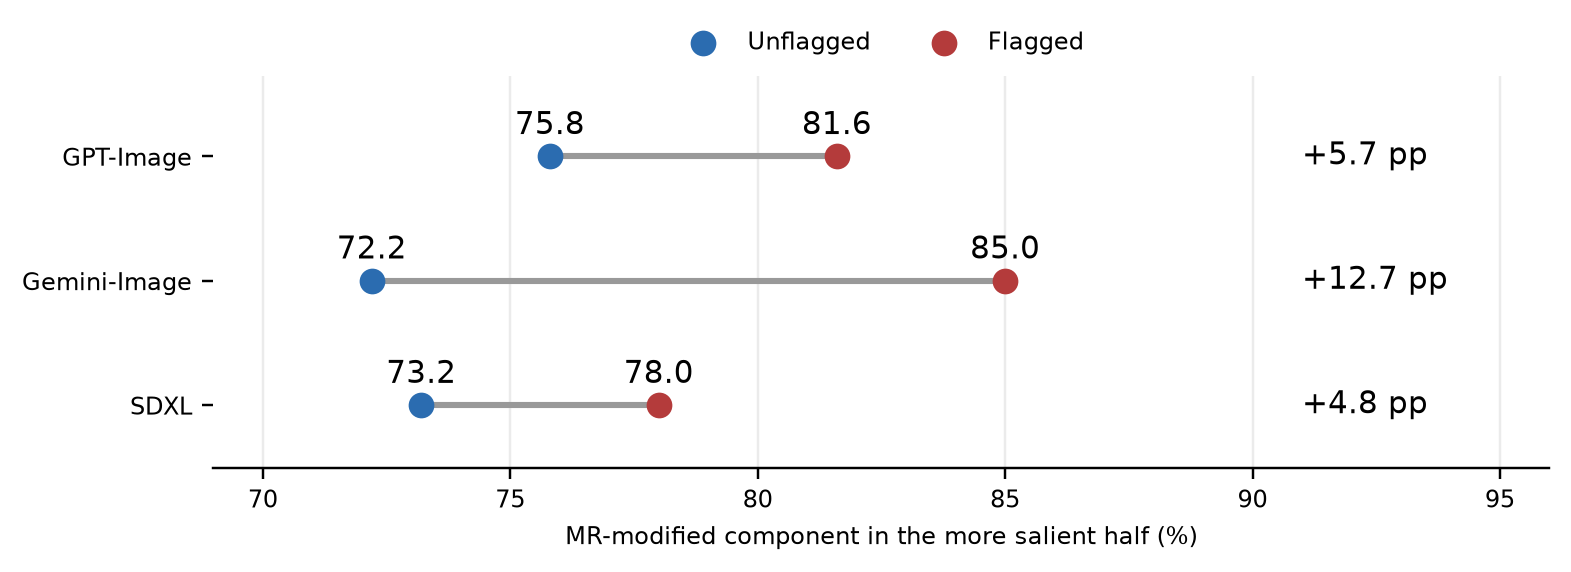 Unflagged Flagged
75.8 81.6
GPT-Image +5.7 pp
72.2 85.0
Gemini-Image +12.7 pp
73.2 78.0
SDXL +4.8 pp
70 75 80 85 90 95
MR-modified component in the more salient half (%)